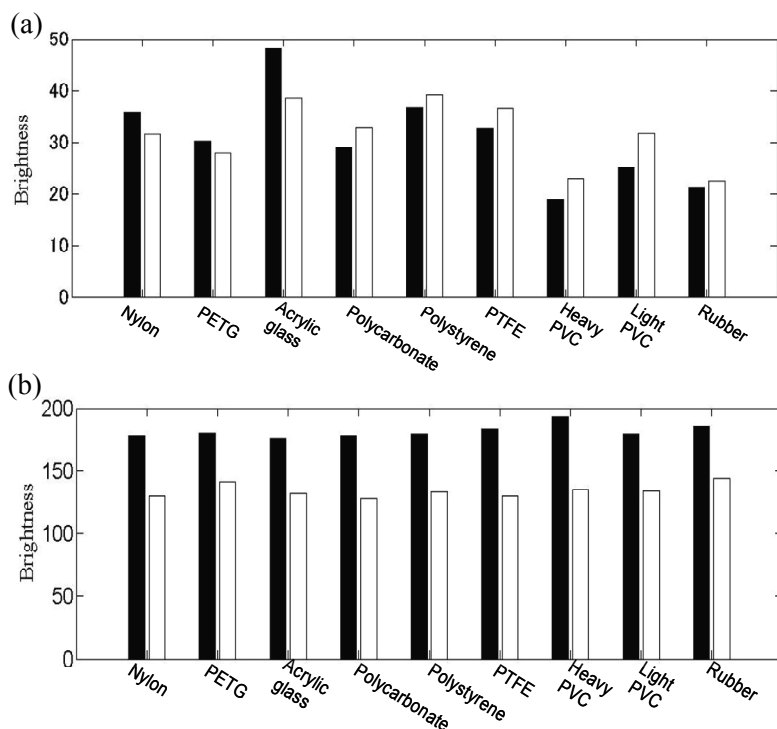 (a)
Brightness
50
40
30
20
10
0
Nylon
PETG
Acrylic
glass
Polycarbonate
Polystyrene
PTFE
Heavy
PVC
Light
PVC
Rubber
(b)
Brightness
200
150
100
50
0
Nylon
PETG
Acrylic
glass
Polycarbonate
Polystyrene
PTFE
Heavy
PVC
Light
PVC
Rubber